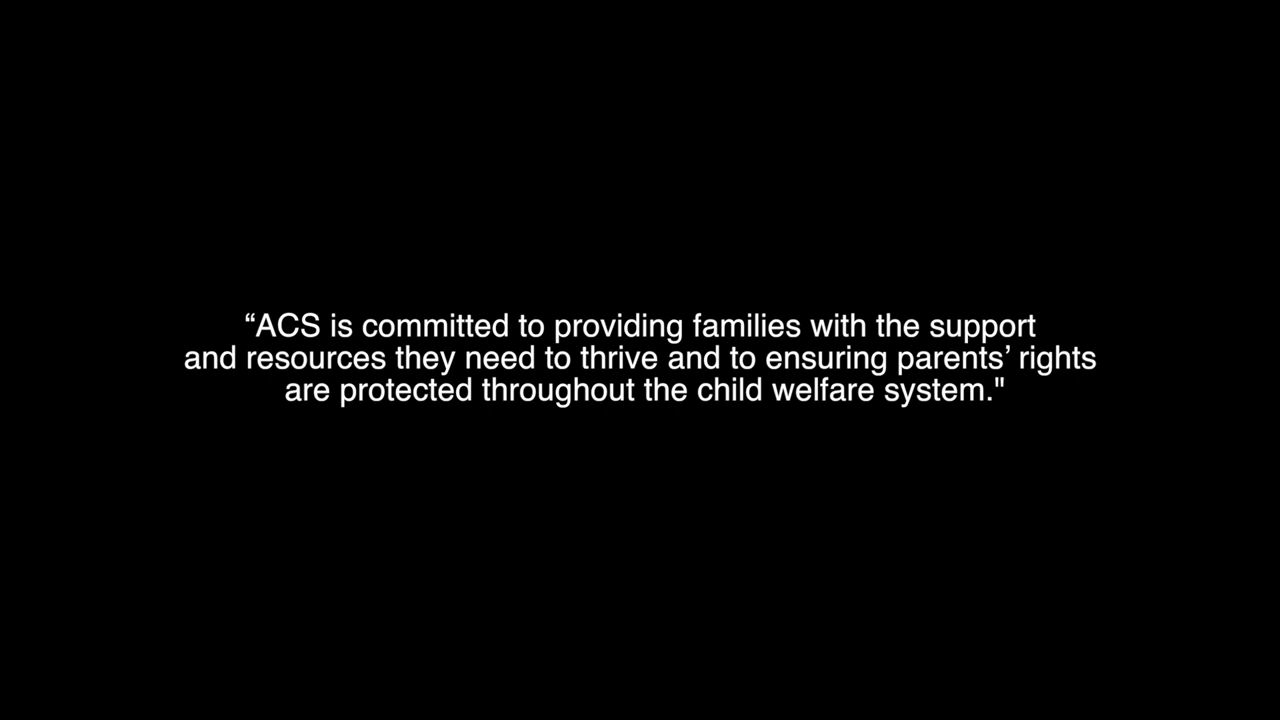 “ACS is committed to providing families with the support
and resources they need to thrive and to ensuring parents’ rights
are protected throughout the child welfare system."